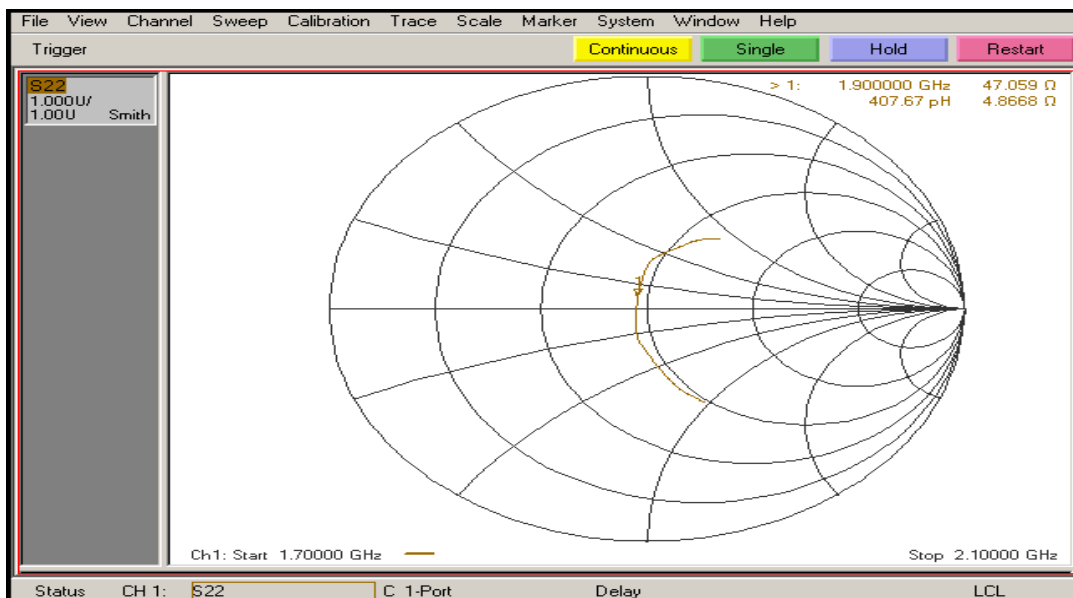 File View Channel Sweep Calibration Trace Scale Marker System Window Help
Trigger Continuous Single Hold Restart
S22
1.000U/
1.00U Smith
> 1: 1.900000 GHz 47.059 Ω
407.67 pH 4.8668 Ω
1
Ch1: Start 1.70000 GHz
Stop 2.10000 GHz
Status CH 1: S22 C 1-Port Delay LCL